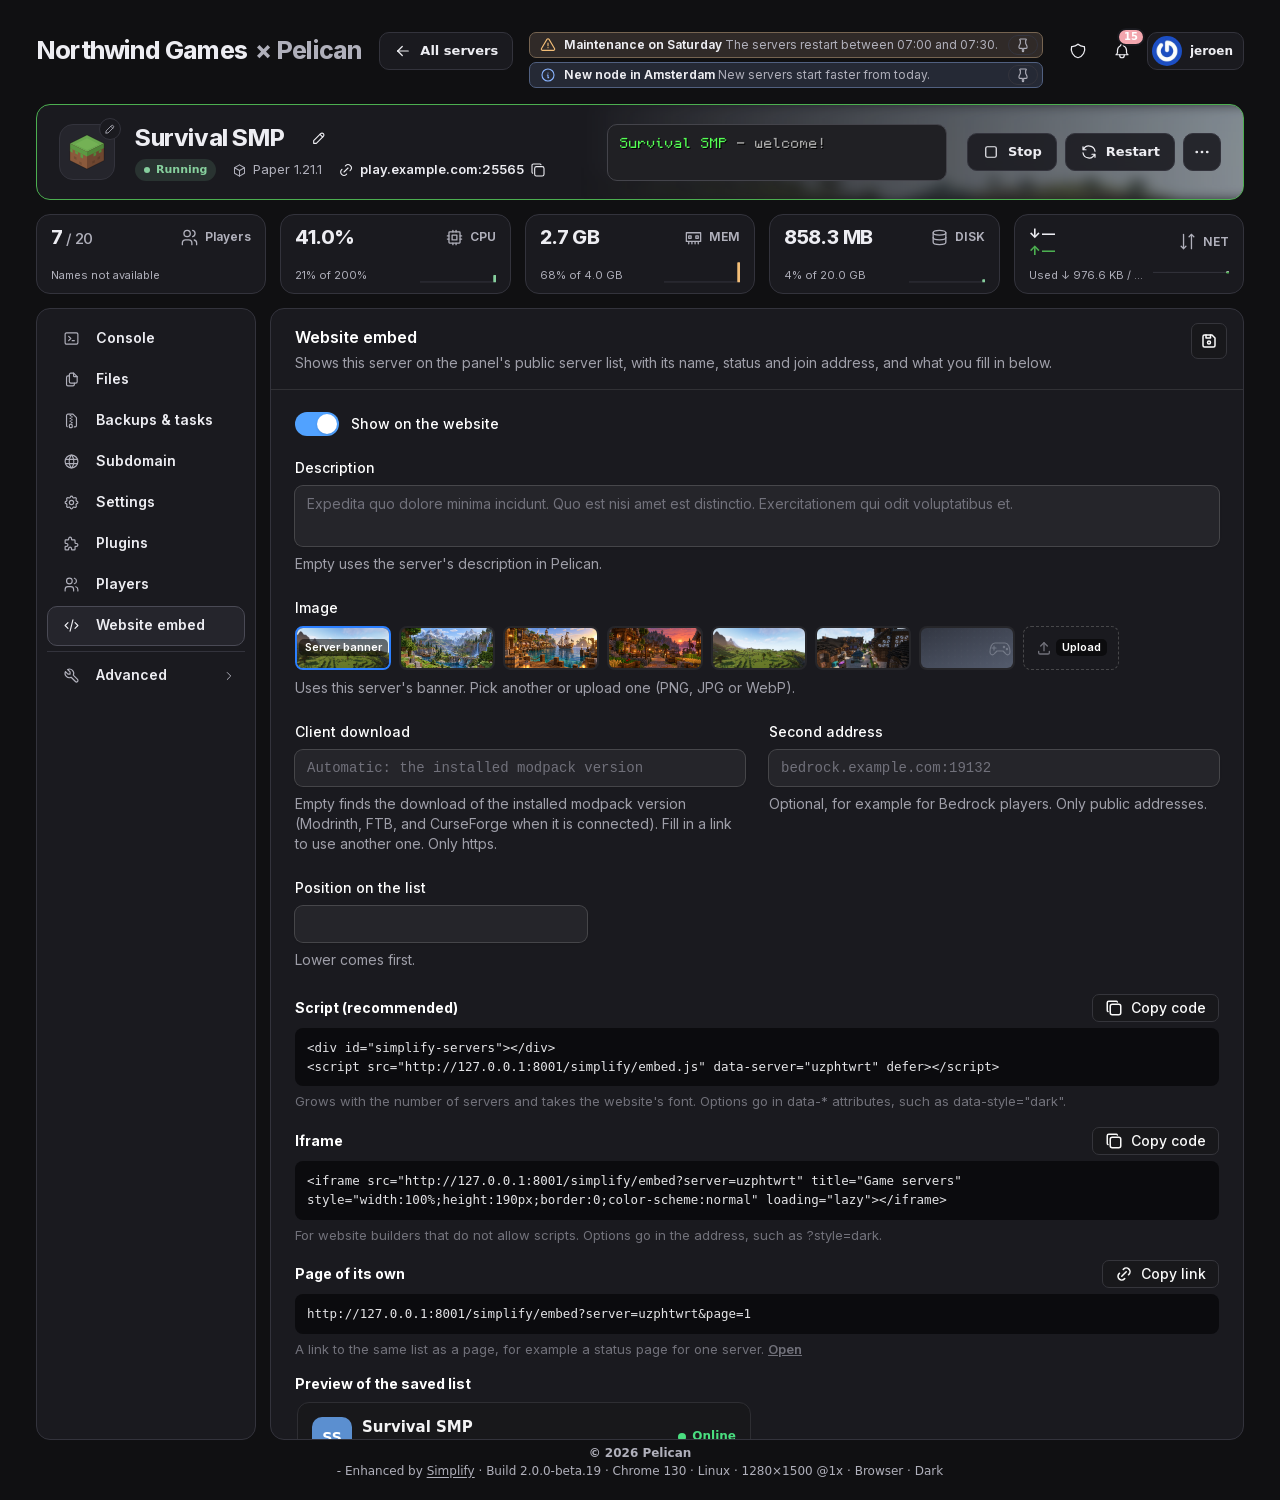 Northwind Games × Pelican
All servers
Maintenance on Saturday The servers restart between 07:00 and 07:30.
New node in Amsterdam New servers start faster from today.
15
jeroen
Survival SMP
Running
Paper 1.21.1
play.example.com:25565
Survival SMP - welcome!
Stop
Restart
7 / 20
Players
Names not available
41.0%
CPU
21% of 200%
2.7 GB
MEM
68% of 4.0 GB
858.3 MB
DISK
4% of 20.0 GB
↓—
↑—
NET
Used ↓ 976.6 KB / ...
Console
Files
Backups & tasks
Subdomain
Settings
Plugins
Players
Website embed
Advanced
Website embed
Shows this server on the panel's public server list, with its name, status and join address, and what you fill in below.
Show on the website
Description
Expedita quo dolore minima incidunt. Quo est nisi amet est distinctio. Exercitationem qui odit voluptatibus et.
Empty uses the server's description in Pelican.
Image
Server banner
Upload
Uses this server's banner. Pick another or upload one (PNG, JPG or WebP).
Client download
Automatic: the installed modpack version
Empty finds the download of the installed modpack version
(Modrinth, FTB, and CurseForge when it is connected). Fill in a link
to use another one. Only https.
Second address
bedrock.example.com:19132
Optional, for example for Bedrock players. Only public addresses.
Position on the list
Lower comes first.
Script (recommended)
Copy code
<div id="simplify-servers"></div>
<script src="http://127.0.0.1:8001/simplify/embed.js" data-server="uzphtwrt" defer></script>
Grows with the number of servers and takes the website's font. Options go in data-* attributes, such as data-style="dark".
Iframe
Copy code
<iframe src="http://127.0.0.1:8001/simplify/embed?server=uzphtwrt" title="Game servers"
style="width:100%;height:190px;border:0;color-scheme:normal" loading="lazy"></iframe>
For website builders that do not allow scripts. Options go in the address, such as ?style=dark.
Page of its own
Copy link
http://127.0.0.1:8001/simplify/embed?server=uzphtwrt&page=1
A link to the same list as a page, for example a status page for one server. Open
Preview of the saved list
SS
Survival SMP
Online
© 2026 Pelican
- Enhanced by Simplify · Build 2.0.0-beta.19 · Chrome 130 · Linux · 1280×1500 @1x · Browser · Dark